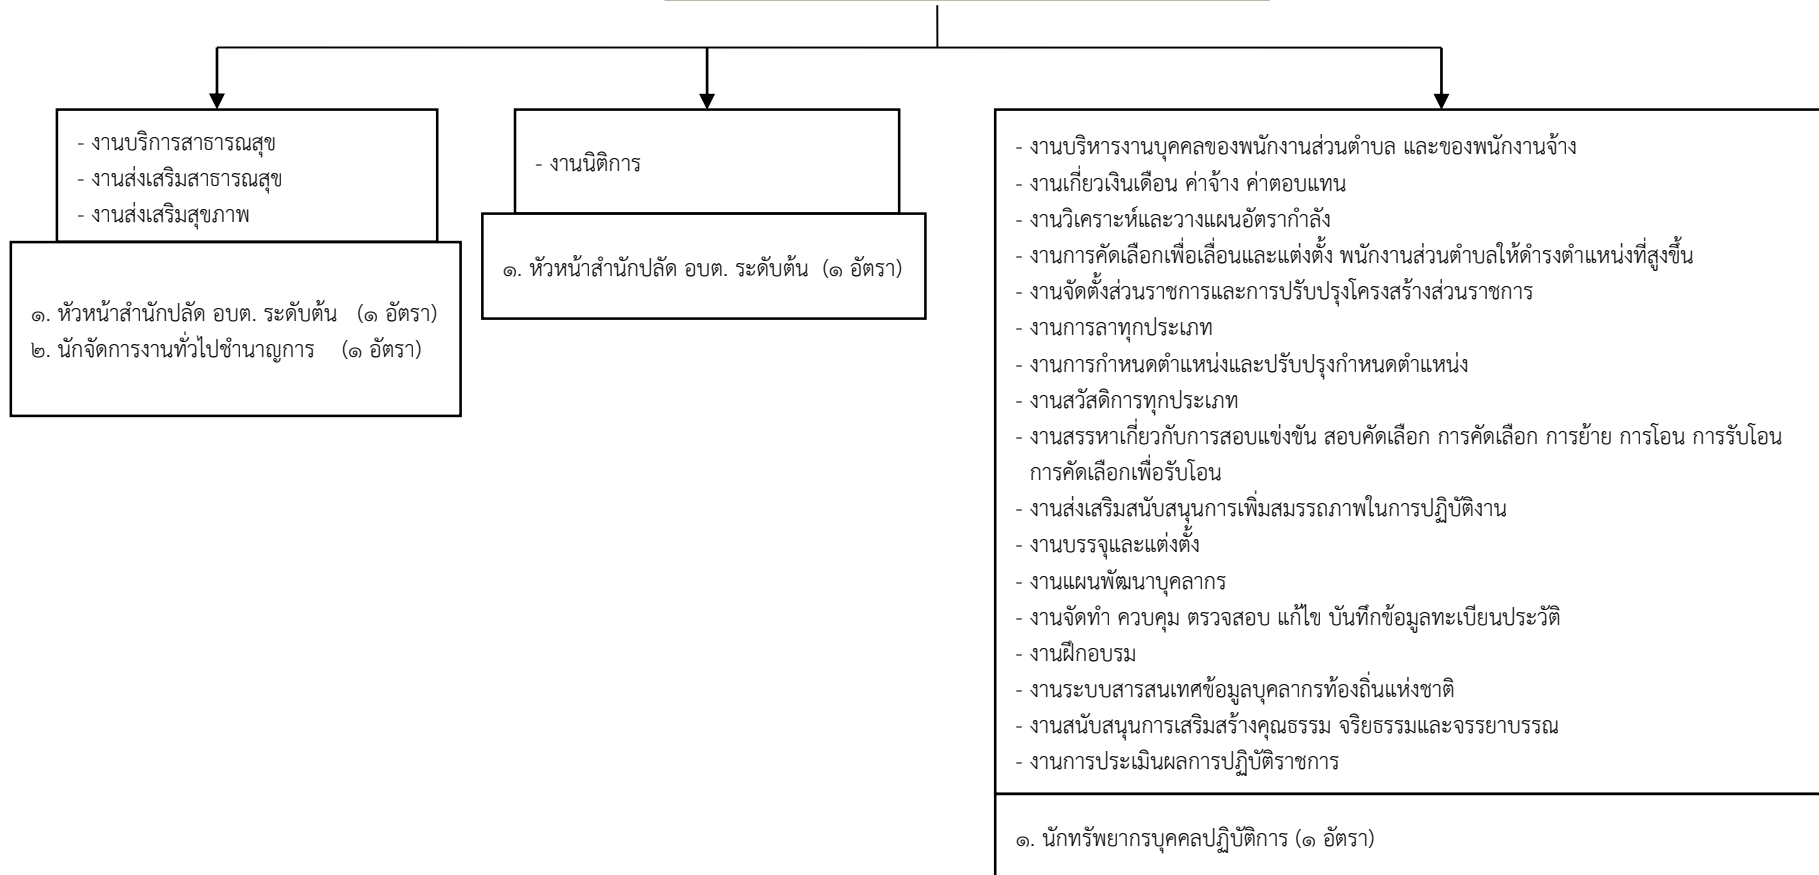 - งานบริการสาธารณสุข
- งานส่งเสริมสาธารณสุข
- งานส่งเสริมสุขภาพ
๑. หัวหน้าสำนักปลัด อบต. ระดับต้น (๑ อัตรา)
๒. นักจัดการงานทั่วไปชำนาญการ (๑ อัตรา)
- งานนิติการ
๑. หัวหน้าสำนักปลัด อบต. ระดับต้น (๑ อัตรา)
- งานบริหารงานบุคคลของพนักงานส่วนตำบล และของพนักงานจ้าง
- งานเกี่ยวเงินเดือน ค่าจ้าง ค่าตอบแทน
- งานวิเคราะห์และวางแผนอัตรากำลัง
- งานการคัดเลือกเพื่อเลื่อนและแต่งตั้ง พนักงานส่วนตำบลให้ดำรงตำแหน่งที่สูงขึ้น
- งานจัดตั้งส่วนราชการและการปรับปรุงโครงสร้างส่วนราชการ
- งานการลาทุกประเภท
- งานการกำหนดตำแหน่งและปรับปรุงกำหนดตำแหน่ง
- งานสวัสดิการทุกประเภท
- งานสรรหาเกี่ยวกับการสอบแข่งขัน สอบคัดเลือก การคัดเลือก การย้าย การโอน การรับโอน
การคัดเลือกเพื่อรับโอน
- งานส่งเสริมสนับสนุนการเพิ่มสมรรถภาพในการปฏิบัติงาน
- งานบรรจุและแต่งตั้ง
- งานแผนพัฒนาบุคลากร
- งานจัดทำ ควบคุม ตรวจสอบ แก้ไข บันทึกข้อมูลทะเบียนประวัติ
- งานฝึกอบรม
- งานระบบสารสนเทศข้อมูลบุคลากรท้องถิ่นแห่งชาติ
- งานสนับสนุนการเสริมสร้างคุณธรรม จริยธรรมและจรรยาบรรณ
- งานการประเมินผลการปฏิบัติราชการ
๑. นักทรัพยากรบุคคลปฏิบัติการ (๑ อัตรา)